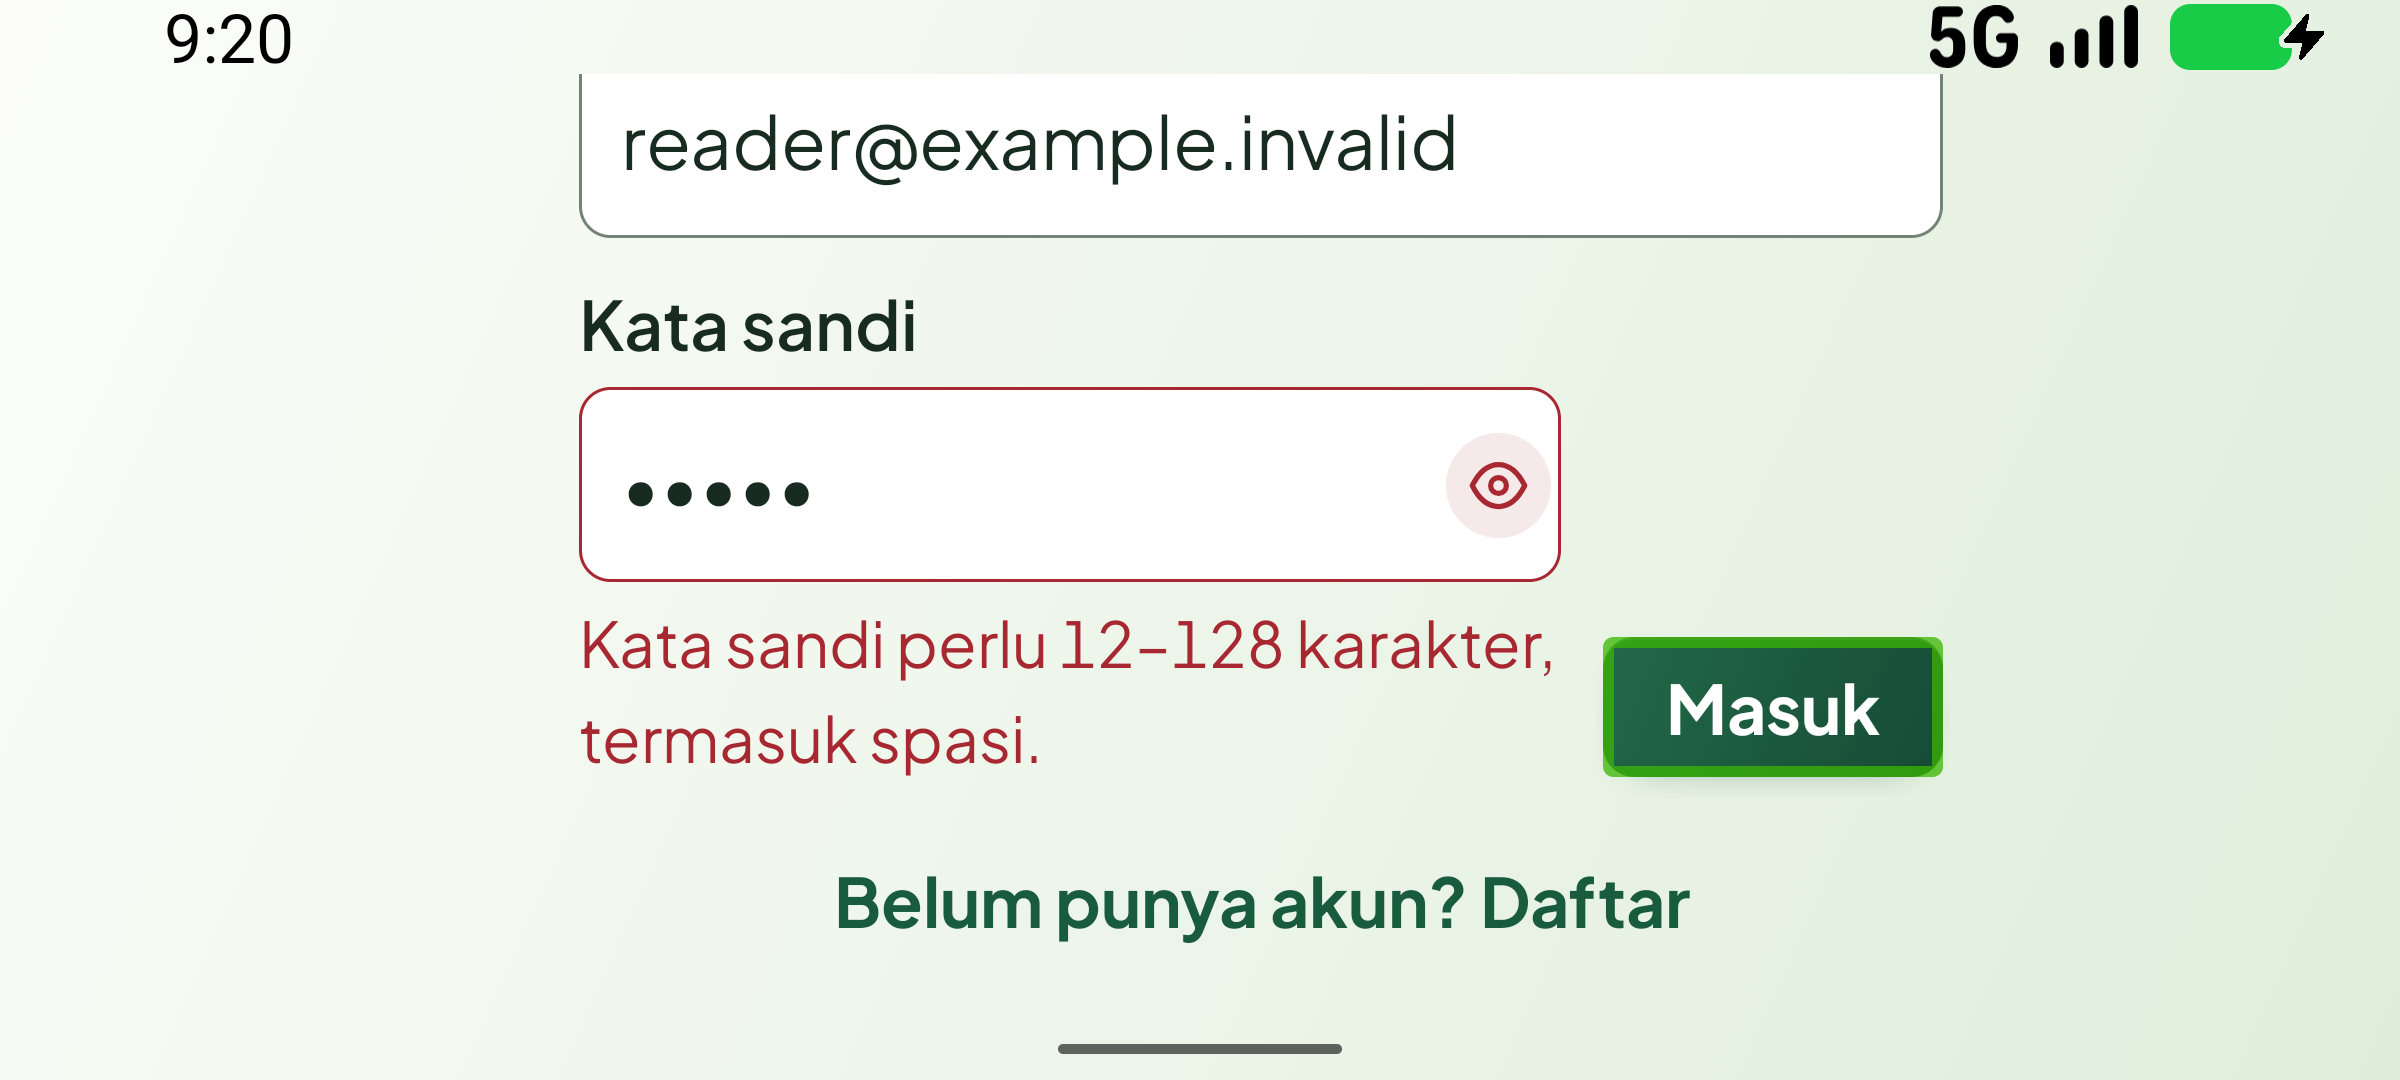 9:20
5G
reader@example.invalid
Kata sandi
•••••
Kata sandi perlu 12–128 karakter,
termasuk spasi.
Masuk
Belum punya akun? Daftar